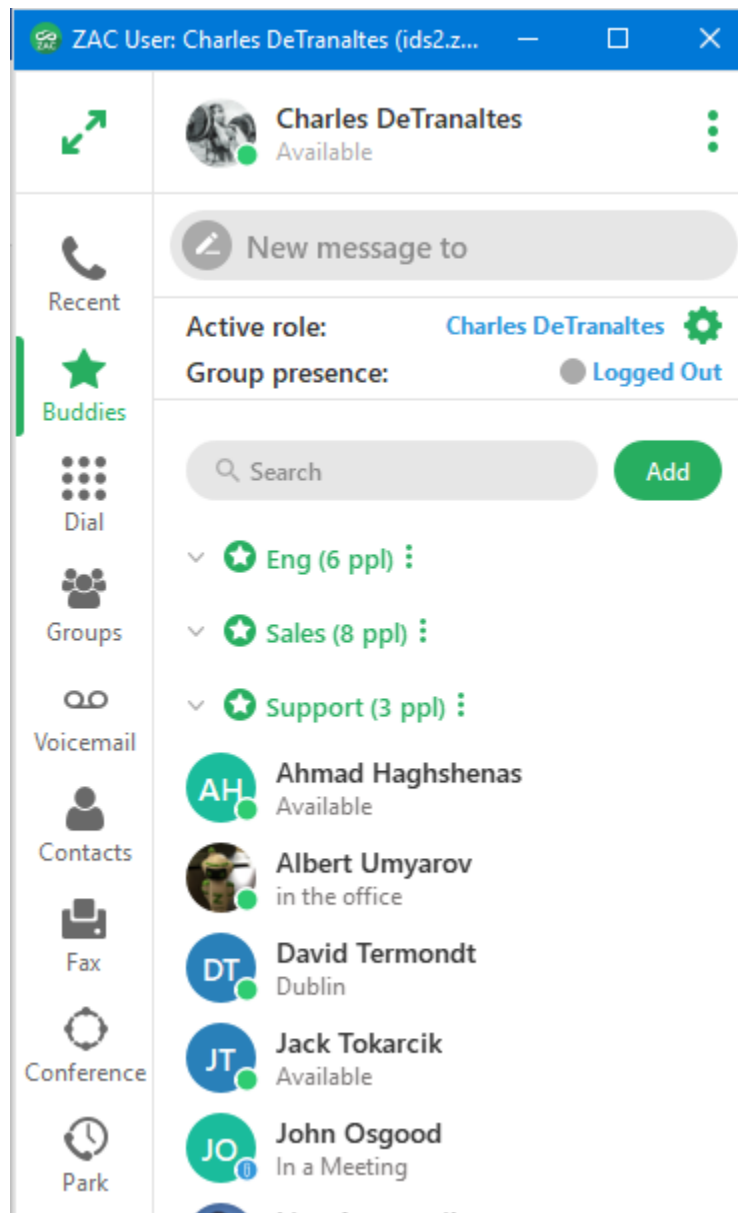 ZAC User: Charles DeTranaltes (ids2.z...
Charles DeTranaltes
Available
New message to
Recent
Active role: Charles DeTranaltes
Group presence: Logged Out
Buddies
Search
Add
Dial
Eng (6 ppl)
Groups
Sales (8 ppl)
Support (3 ppl)
Voicemail
AH
Ahmad Haghshenas
Available
Contacts
Albert Umyarov
in the office
Fax
DT
David Termondt
Dublin
Conference
JT
Jack Tokarcik
Available
Park
JO
John Osgood
In a Meeting